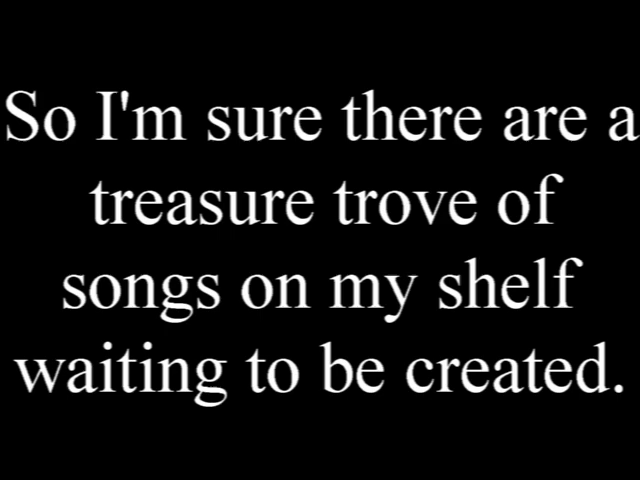 So I'm sure there are a
treasure trove of
songs on my shelf
waiting to be created.